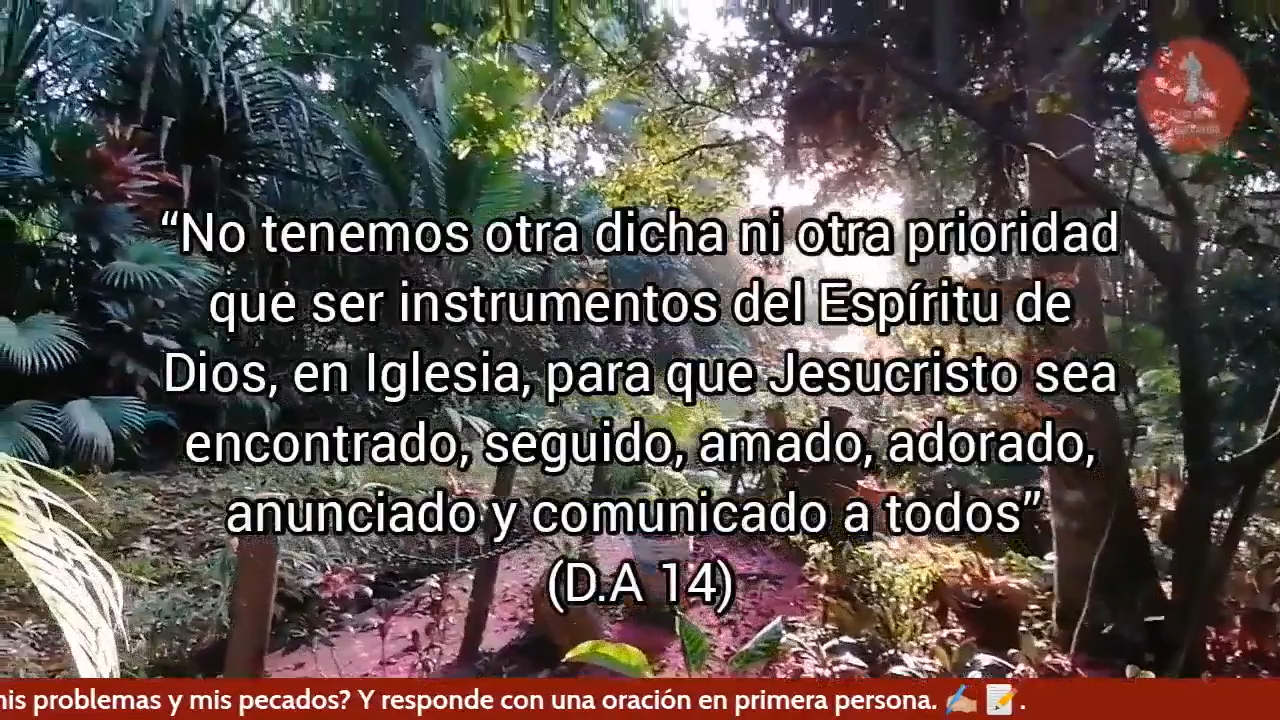 “No tenemos otra dicha ni otra prioridad
que ser instrumentos del Espíritu de
Dios, en Iglesia, para que Jesucristo sea
encontrado, seguido, amado, adorado,
anunciado y comunicado a todos”
(D.A 14)
mis problemas y mis pecados? Y responde con una oración en primera persona. ✍🏼 📝.